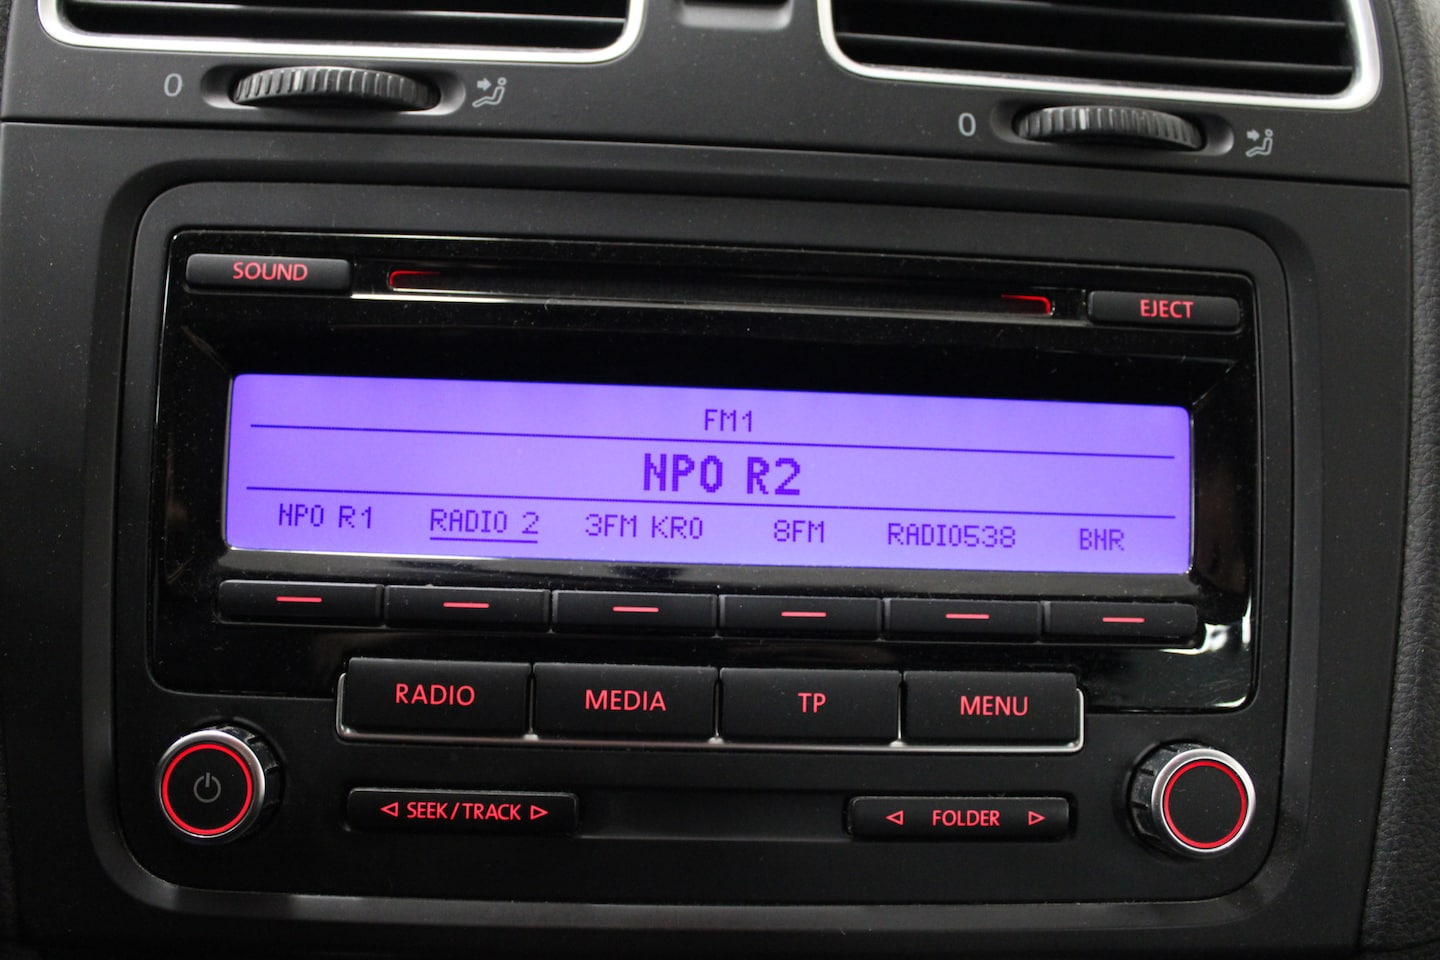 0
0
SOUND
EJECT
FM1
NPO R2
NPO R1 RADIO 2 3FM KRO 8FM RADIO538 BNR
RADIO MEDIA TP MENU
SEEK/TRACK FOLDER